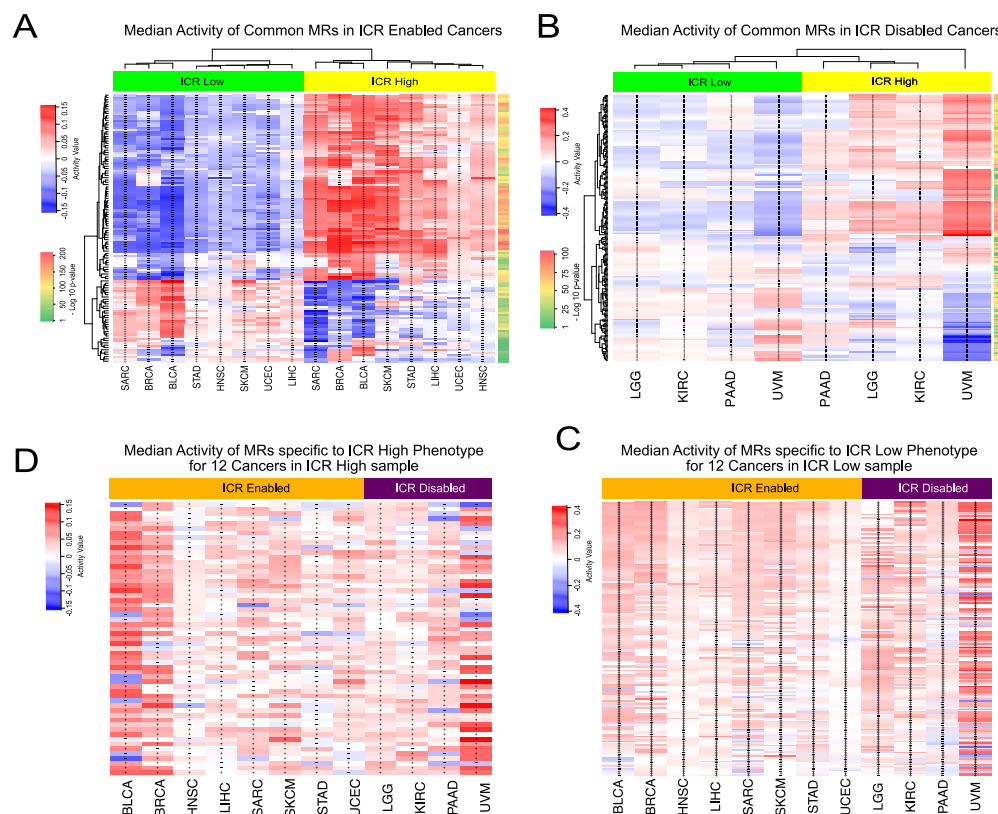 A
Median Activity of Common MRs in ICR Enabled Cancers
ICR Low
ICR High
0.15
0.1
0.05
0
-0.05
-0.1
-0.15
Activity Value
200
150
100
50
1
- Log 10 p-value
SARC
BRCA
BLCA
STAD
HNSC
SKCM
UCEC
LIHC
SARC
BRCA
BLCA
SKCM
STAD
LIHC
UCEC
HNSC
B
Median Activity of Common MRs in ICR Disabled Cancers
ICR Low
ICR High
0.4
0.2
0
-0.2
-0.4
Activity Value
100
75
50
25
1
- Log 10 p-value
LGG
KIRC
PAAD
UVM
PAAD
LGG
KIRC
UVM
D
Median Activity of MRs specific to ICR High Phenotype
for 12 Cancers in ICR High sample
ICR Enabled
ICR Disabled
0.15
0.1
0.05
0
-0.05
-0.1
-0.15
Activity Value
BLCA
BRCA
HNSC
LIHC
SARC
SKCM
STAD
UCEC
LGG
KIRC
PAAD
UVM
C
Median Activity of MRs specific to ICR Low Phenotype
for 12 Cancers in ICR Low sample
ICR Enabled
ICR Disabled
0.4
0.2
0
-0.2
-0.4
Activity Value
BLCA
BRCA
HNSC
LIHC
SARC
SKCM
STAD
UCEC
LGG
KIRC
PAAD
UVM